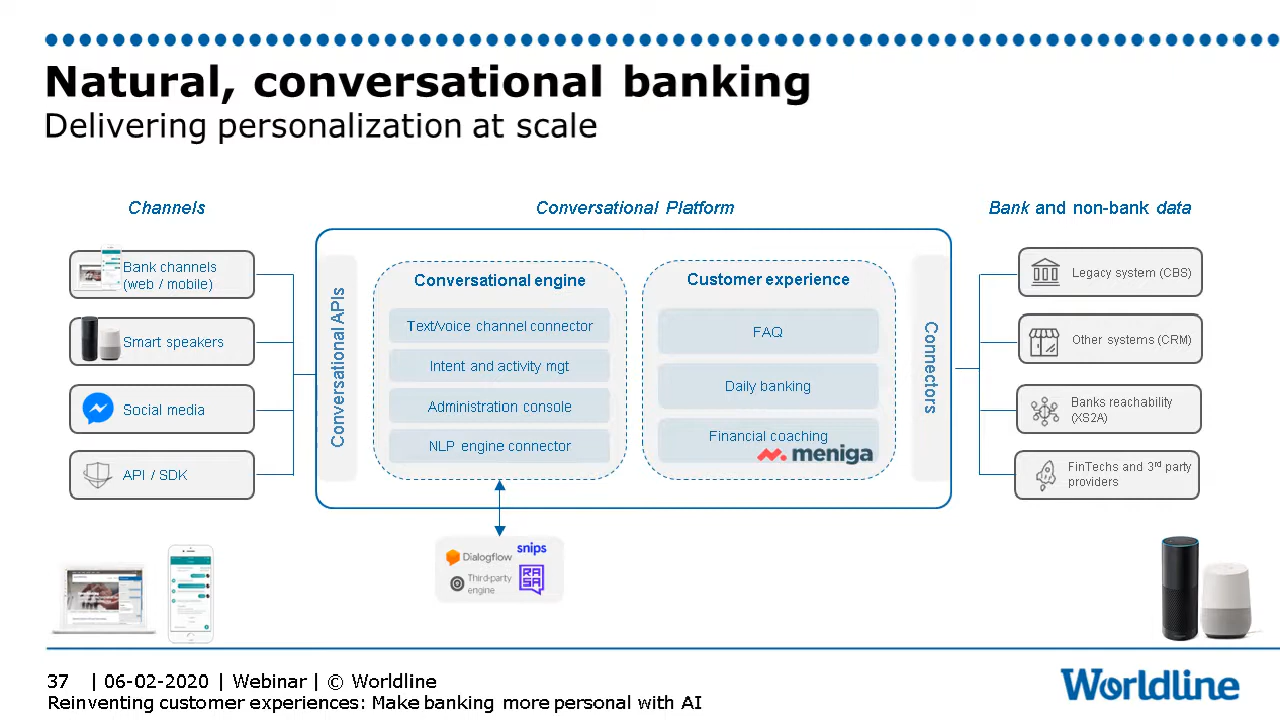 Natural, conversational banking
Delivering personalization at scale
Channels
Conversational Platform
Bank and non-bank data
Bank channels
(web / mobile)
Smart speakers
Social media
API / SDK
Conversational APIs
Conversational engine
Text/voice channel connector
Intent and activity mgt
Administration console
NLP engine connector
Customer experience
FAQ
Daily banking
Financial coaching
meniga
Connectors
Legacy system (CBS)
Other systems (CRM)
Banks reachability
(XS2A)
FinTechs and 3rd party
providers
Dialogflow
snips
Third-party
engine
RASA
37 | 06-02-2020 | Webinar | © Worldline
Reinventing customer experiences: Make banking more personal with AI
Worldline